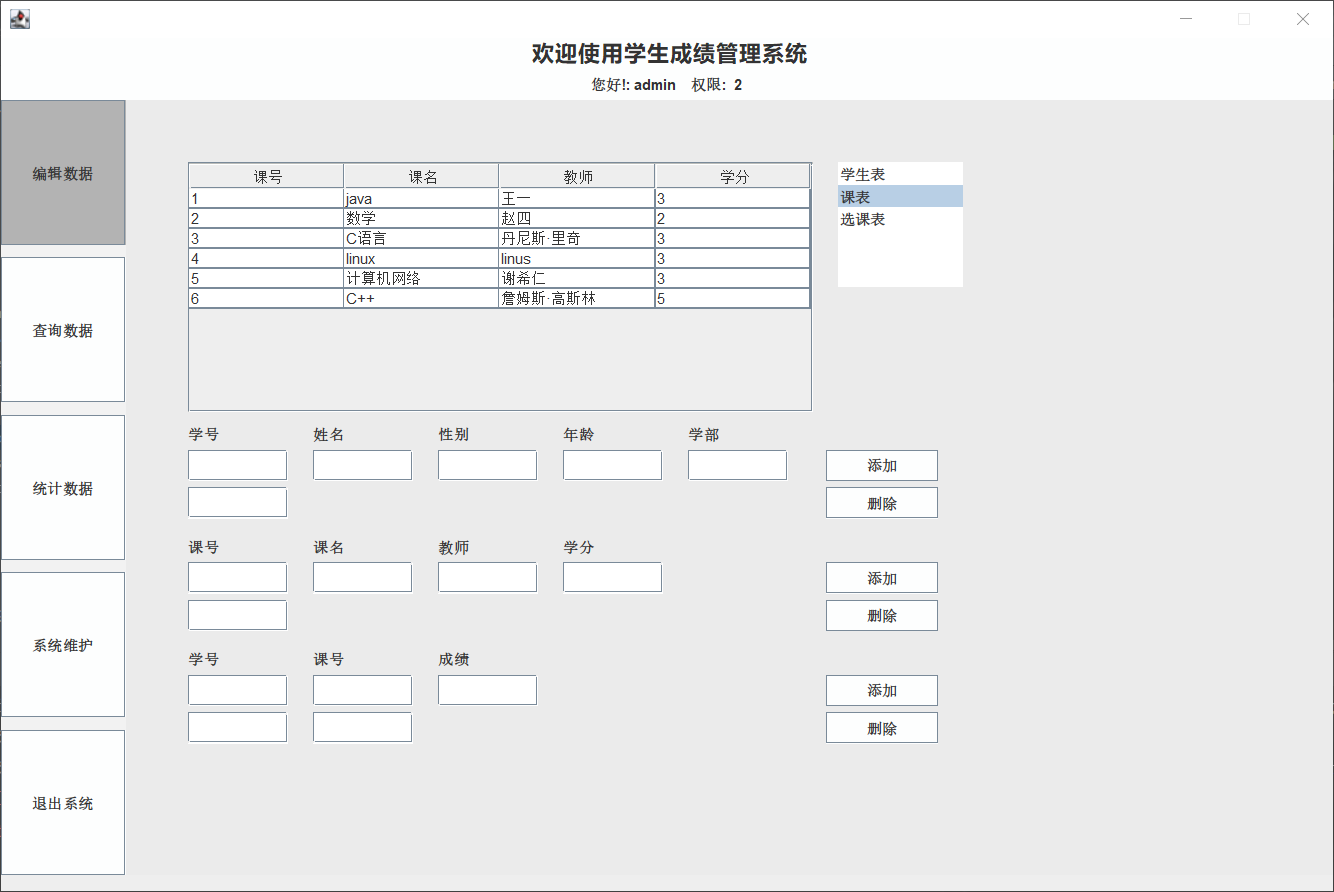 欢迎使用学生成绩管理系统
您好!: admin 权限: 2
编辑数据
查询数据
统计数据
系统维护
退出系统
课号 课名 教师 学分
1 java 王一 3
2 数学 赵四 2
3 C语言 丹尼斯·里奇 3
4 linux linus 3
5 计算机网络 谢希仁 3
6 C++ 詹姆斯·高斯林 5
学生表
课表
选课表
学号 姓名 性别 年龄 学部
添加
删除
课号 课名 教师 学分
添加
删除
学号 课号 成绩
添加
删除